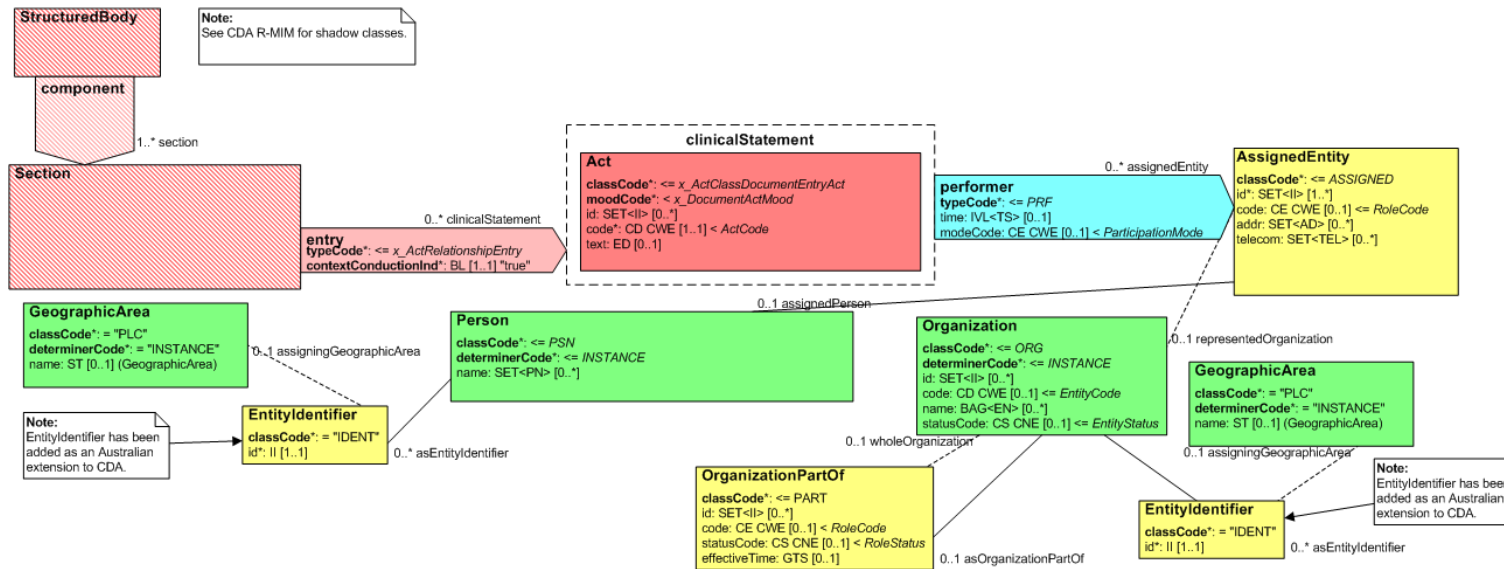 StructuredBody
Note:
See CDA R-MIM for shadow classes.
component
1..* section
Section
0..* clinicalStatement
entry
typeCode*: <= x_ActRelationshipEntry
contextConductionInd*: BL [1..1] "true"
clinicalStatement
Act
classCode*: <= x_ActClassDocumentEntryAct
moodCode*: < x_DocumentActMood
id: SET<II> [0..*]
code*: CD CWE [1..1] < ActCode
text: ED [0..1]
0..* assignedEntity
performer
typeCode*: <= PRF
time: IVL<TS> [0..1]
modeCode: CE CWE [0..1] < ParticipationMode
AssignedEntity
classCode*: <= ASSIGNED
id*: SET<II> [1..*]
code: CE CWE [0..1] <= RoleCode
addr: SET<AD> [0..*]
telecom: SET<TEL> [0..*]
GeographicArea
classCode*: = "PLC"
determinerCode*: = "INSTANCE"
name: ST [0..1] (GeographicArea)
0..1 assigningGeographicArea
Note:
EntityIdentifier has been
added as an Australian
extension to CDA.
EntityIdentifier
classCode*: = "IDENT"
id*: II [1..1]
0..* asEntityIdentifier
0..1 assignedPerson
Person
classCode*: <= PSN
determinerCode*: <= INSTANCE
name: SET<PN> [0..*]
Organization
classCode*: <= ORG
determinerCode*: <= INSTANCE
id: SET<II> [0..*]
code: CD CWE [0..1] <= EntityCode
name: BAG<EN> [0..*]
statusCode: CS CNE [0..1] <= EntityStatus
0..1 representedOrganization
0..1 wholeOrganization
OrganizationPartOf
classCode*: <= PART
id: SET<II> [0..*]
code: CE CWE [0..1] < RoleCode
statusCode: CS CNE [0..1] < RoleStatus
effectiveTime: GTS [0..1]
0..1 asOrganizationPartOf
GeographicArea
classCode*: = "PLC"
determinerCode*: = "INSTANCE"
name: ST [0..1] (GeographicArea)
0..1 assigningGeographicArea
EntityIdentifier
classCode*: = "IDENT"
id*: II [1..1]
0..* asEntityIdentifier
Note:
EntityIdentifier has been
added as an Australian
extension to CDA.